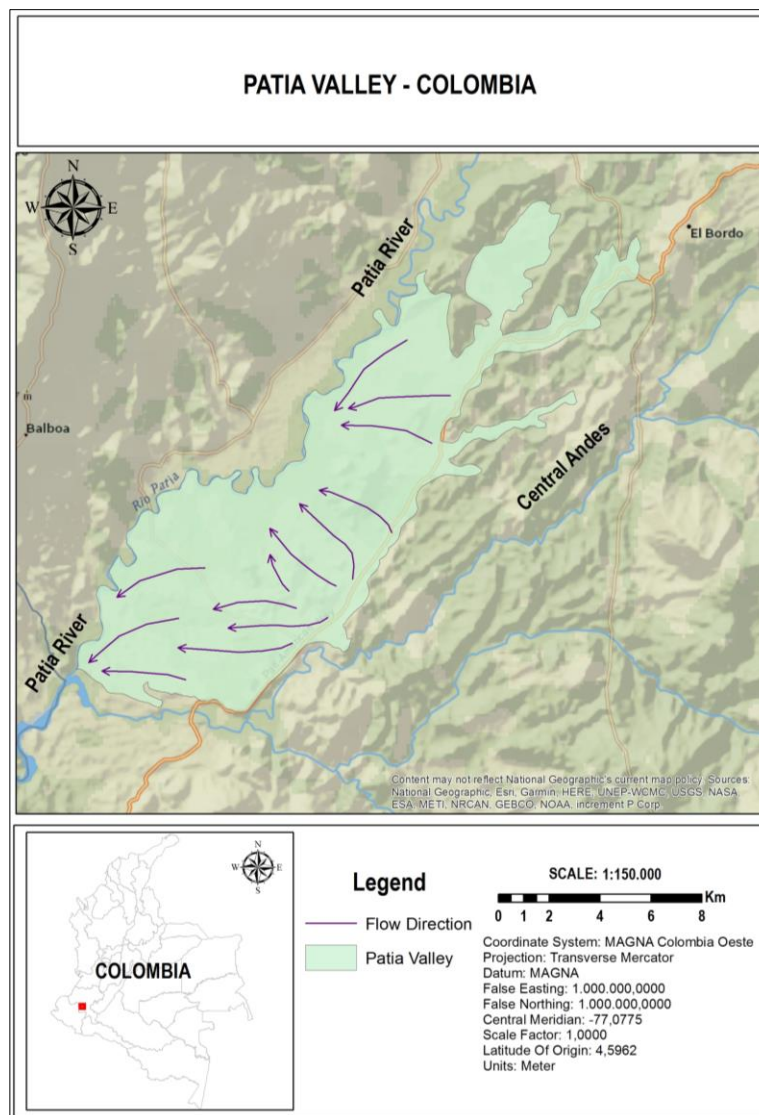 PATIA VALLEY - COLOMBIA
N
W E
S
El Bordo
Patia River
Balboa
Río Patía
Central Andes
Patia River
Content may not reflect National Geographic's current map policy. Sources:
National Geographic, Esri, Garmin, HERE, UNEP-WCMC, USGS, NASA,
ESA, METI, NRCAN, GEBCO, NOAA, increment P Corp.
N
W E
S
COLOMBIA
Legend
Flow Direction
Patia Valley
SCALE: 1:150.000
Km
0 1 2 4 6 8
Coordinate System: MAGNA Colombia Oeste
Projection: Transverse Mercator
Datum: MAGNA
False Easting: 1.000.000,0000
False Northing: 1.000.000,0000
Central Meridian: -77,0775
Scale Factor: 1,0000
Latitude Of Origin: 4,5962
Units: Meter